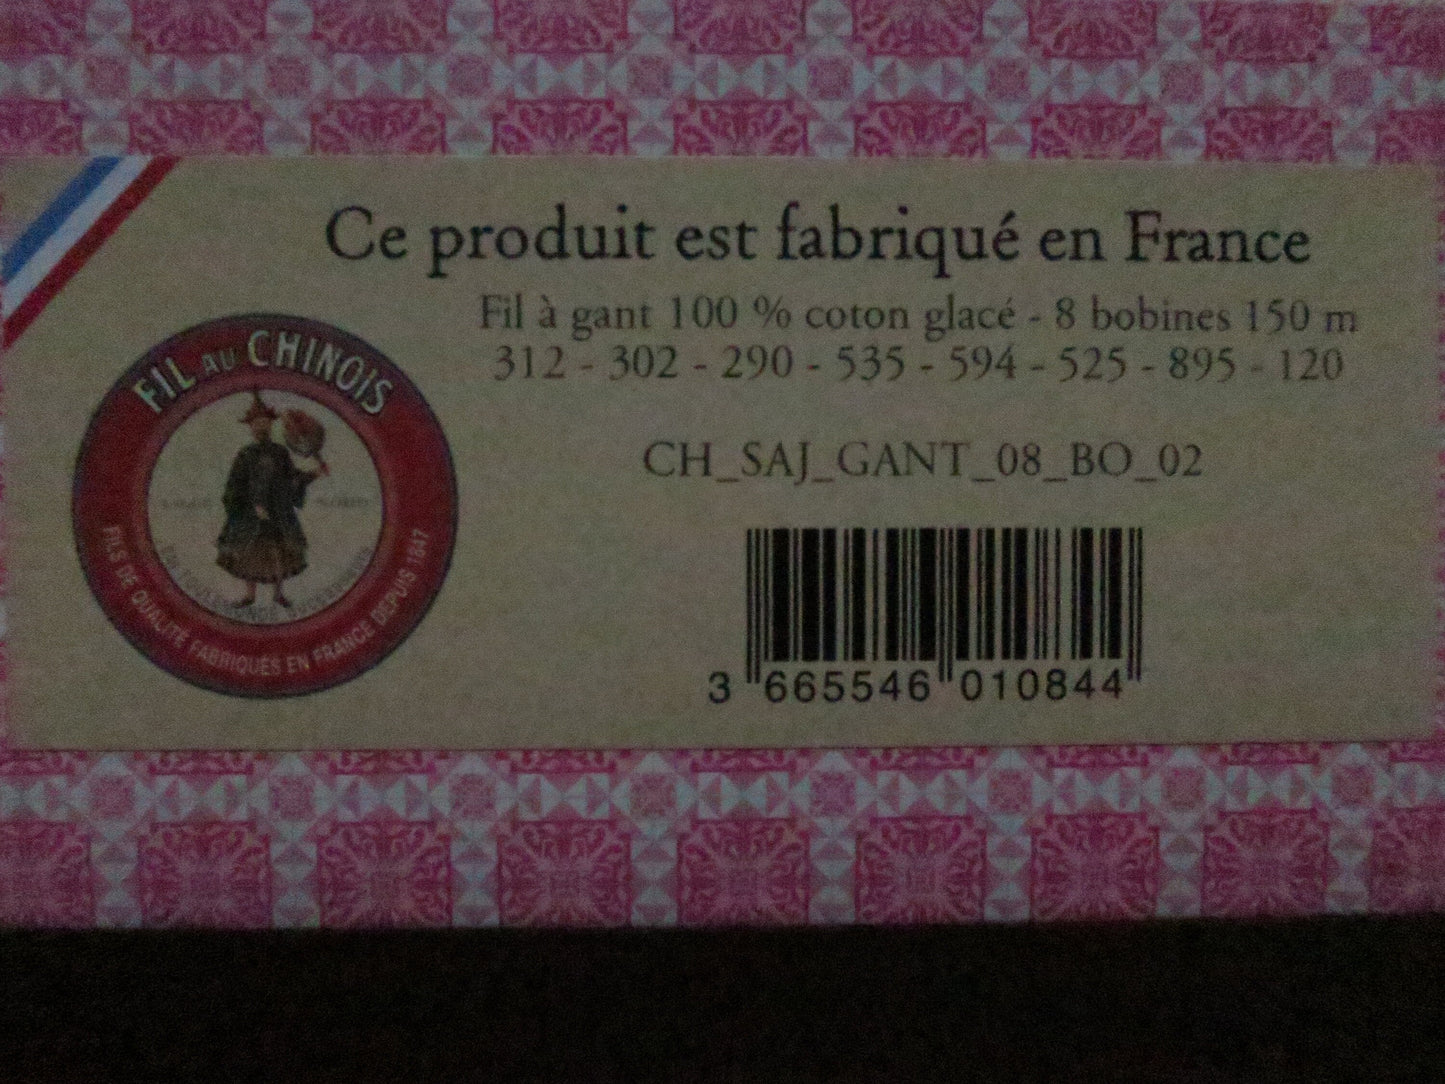 Ce produit est fabriqué en France
Fil à gant 100 % coton glacé - 8 bobines 150 m
312 - 302 - 290 - 535 - 594 - 525 - 895 - 120
CH_SAJ_GANT_08_BO_02
3 665546 010844
FIL AU CHINOIS
FILS DE QUALITÉ FABRIQUÉS EN FRANCE DEPUIS 1847